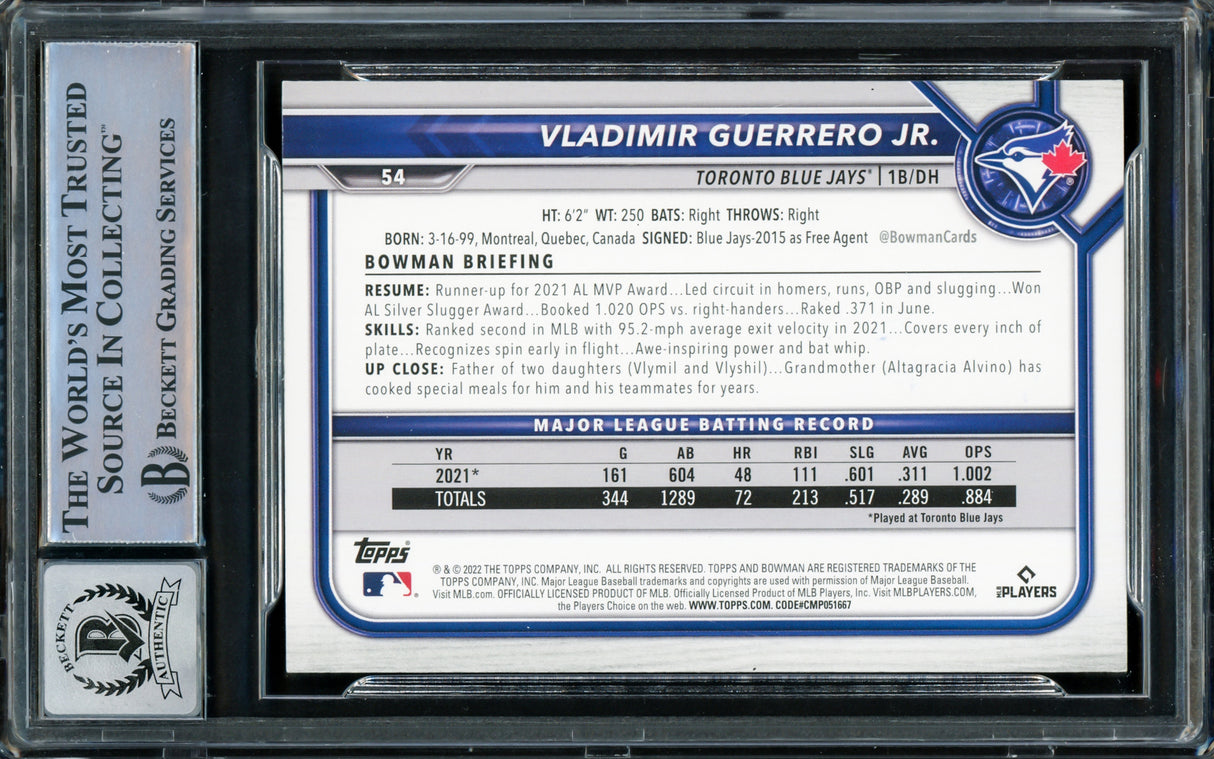 THE WORLD'S MOST TRUSTED
SOURCE IN COLLECTING™
B BECKETT GRADING SERVICES
BECKETT
B
AUTHENTIC
VLADIMIR GUERRERO JR.
54
TORONTO BLUE JAYS® | 1B/DH
HT: 6'2" WT: 250 BATS: Right THROWS: Right
BORN: 3-16-99, Montreal, Quebec, Canada SIGNED: Blue Jays-2015 as Free Agent @BowmanCards
BOWMAN BRIEFING
RESUME: Runner-up for 2021 AL MVP Award...Led circuit in homers, runs, OBP and slugging...Won
AL Silver Slugger Award...Booked 1.020 OPS vs. right-handers...Raked .371 in June.
SKILLS: Ranked second in MLB with 95.2-mph average exit velocity in 2021...Covers every inch of
plate...Recognizes spin early in flight...Awe-inspiring power and bat whip.
UP CLOSE: Father of two daughters (Vlymil and Vlyshil)...Grandmother (Altagracia Alvino) has
cooked special meals for him and his teammates for years.
MAJOR LEAGUE BATTING RECORD
YR G AB HR RBI SLG AVG OPS
2021* 161 604 48 111 .601 .311 1.002
TOTALS 344 1289 72 213 .517 .289 .884
*Played at Toronto Blue Jays
topps®
® & © 2022 THE TOPPS COMPANY, INC. ALL RIGHTS RESERVED. TOPPS AND BOWMAN ARE REGISTERED TRADEMARKS OF THE
TOPPS COMPANY, INC. Major League Baseball trademarks and copyrights are used with permission of Major League Baseball.
Visit MLB.com. OFFICIALLY LICENSED PRODUCT OF MLB. Officially Licensed Product of MLB Players, Inc. Visit MLBPLAYERS.COM,
the Players Choice on the web. WWW.TOPPS.COM. CODE#CMP051667
MLB PLAYERS